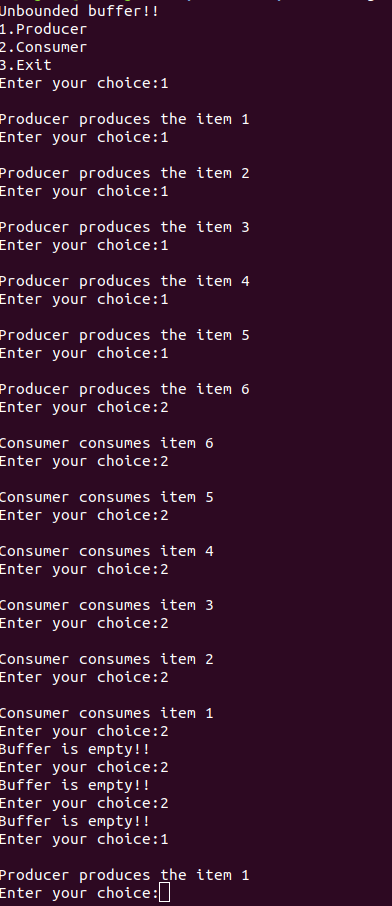 Unbounded buffer!!
1.Producer
2.Consumer
3.Exit
Enter your choice:1
Producer produces the item 1
Enter your choice:1
Producer produces the item 2
Enter your choice:1
Producer produces the item 3
Enter your choice:1
Producer produces the item 4
Enter your choice:1
Producer produces the item 5
Enter your choice:1
Producer produces the item 6
Enter your choice:2
Consumer consumes item 6
Enter your choice:2
Consumer consumes item 5
Enter your choice:2
Consumer consumes item 4
Enter your choice:2
Consumer consumes item 3
Enter your choice:2
Consumer consumes item 2
Enter your choice:2
Consumer consumes item 1
Enter your choice:2
Buffer is empty!!
Enter your choice:2
Buffer is empty!!
Enter your choice:2
Buffer is empty!!
Enter your choice:1
Producer produces the item 1
Enter your choice: